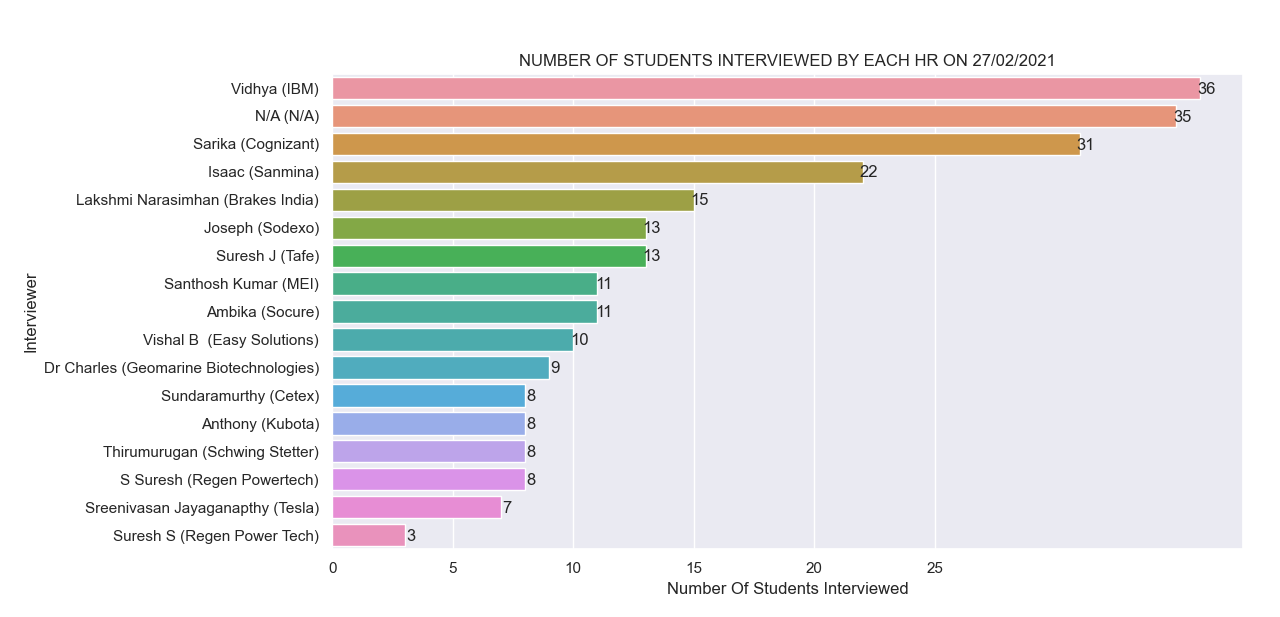 NUMBER OF STUDENTS INTERVIEWED BY EACH HR ON 27/02/2021
Vidhya (IBM) 36
N/A (N/A) 35
Sarika (Cognizant) 31
Isaac (Sanmina) 22
Lakshmi Narasimhan (Brakes India) 15
Joseph (Sodexo) 13
Suresh J (Tafe) 13
Santhosh Kumar (MEI) 11
Ambika (Socure) 11
Vishal B  (Easy Solutions) 10
Dr Charles (Geomarine Biotechnologies) 9
Sundaramurthy (Cetex) 8
Anthony (Kubota) 8
Thirumurugan (Schwing Stetter) 8
S Suresh (Regen Powertech) 8
Sreenivasan Jayaganapthy (Tesla) 7
Suresh S (Regen Power Tech) 3
Interviewer
0 5 10 15 20 25
Number Of Students Interviewed